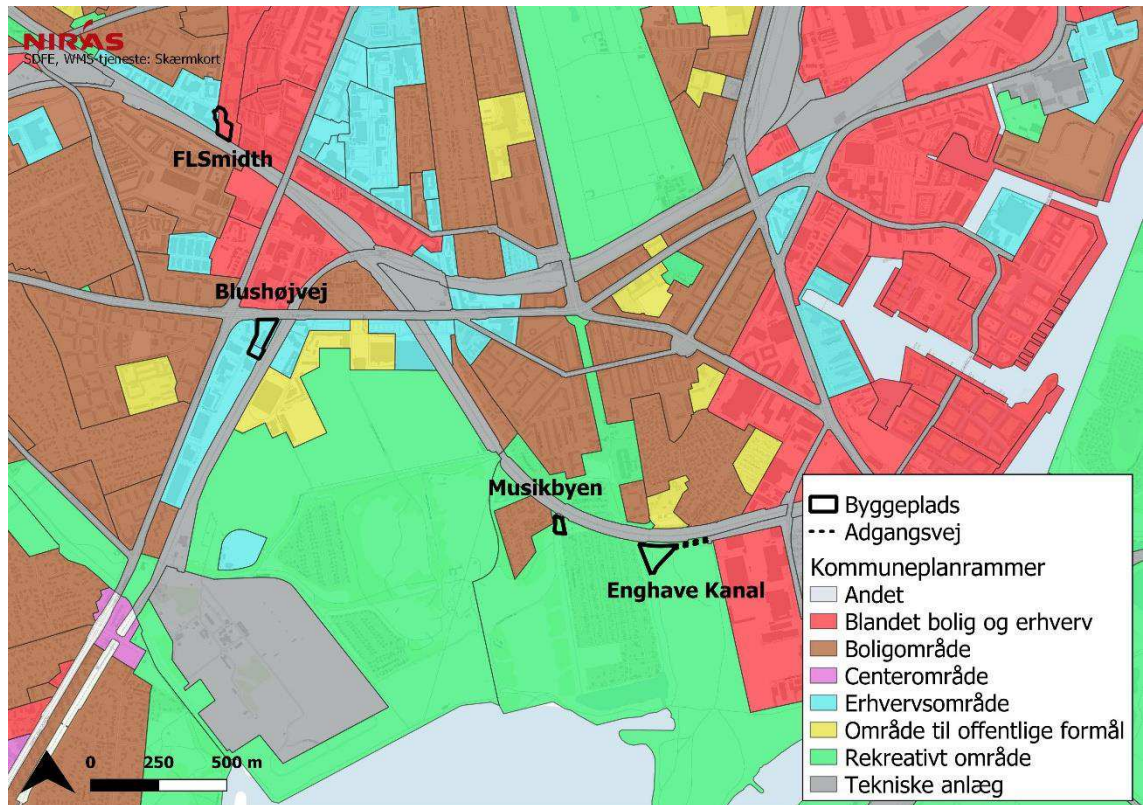 NIRAS
SDFE, WMS-tjeneste: Skærmkort
FLSmidth
Blushøjvej
Musikbyen
Enghave Kanal
Byggeplads
Adgangsvej
Kommuneplanrammer
Andet
Blandet bolig og erhverv
Boligområde
Centerområde
Erhvervsområde
Område til offentlige formål
Rekreativt område
Tekniske anlæg
0 250 500 m